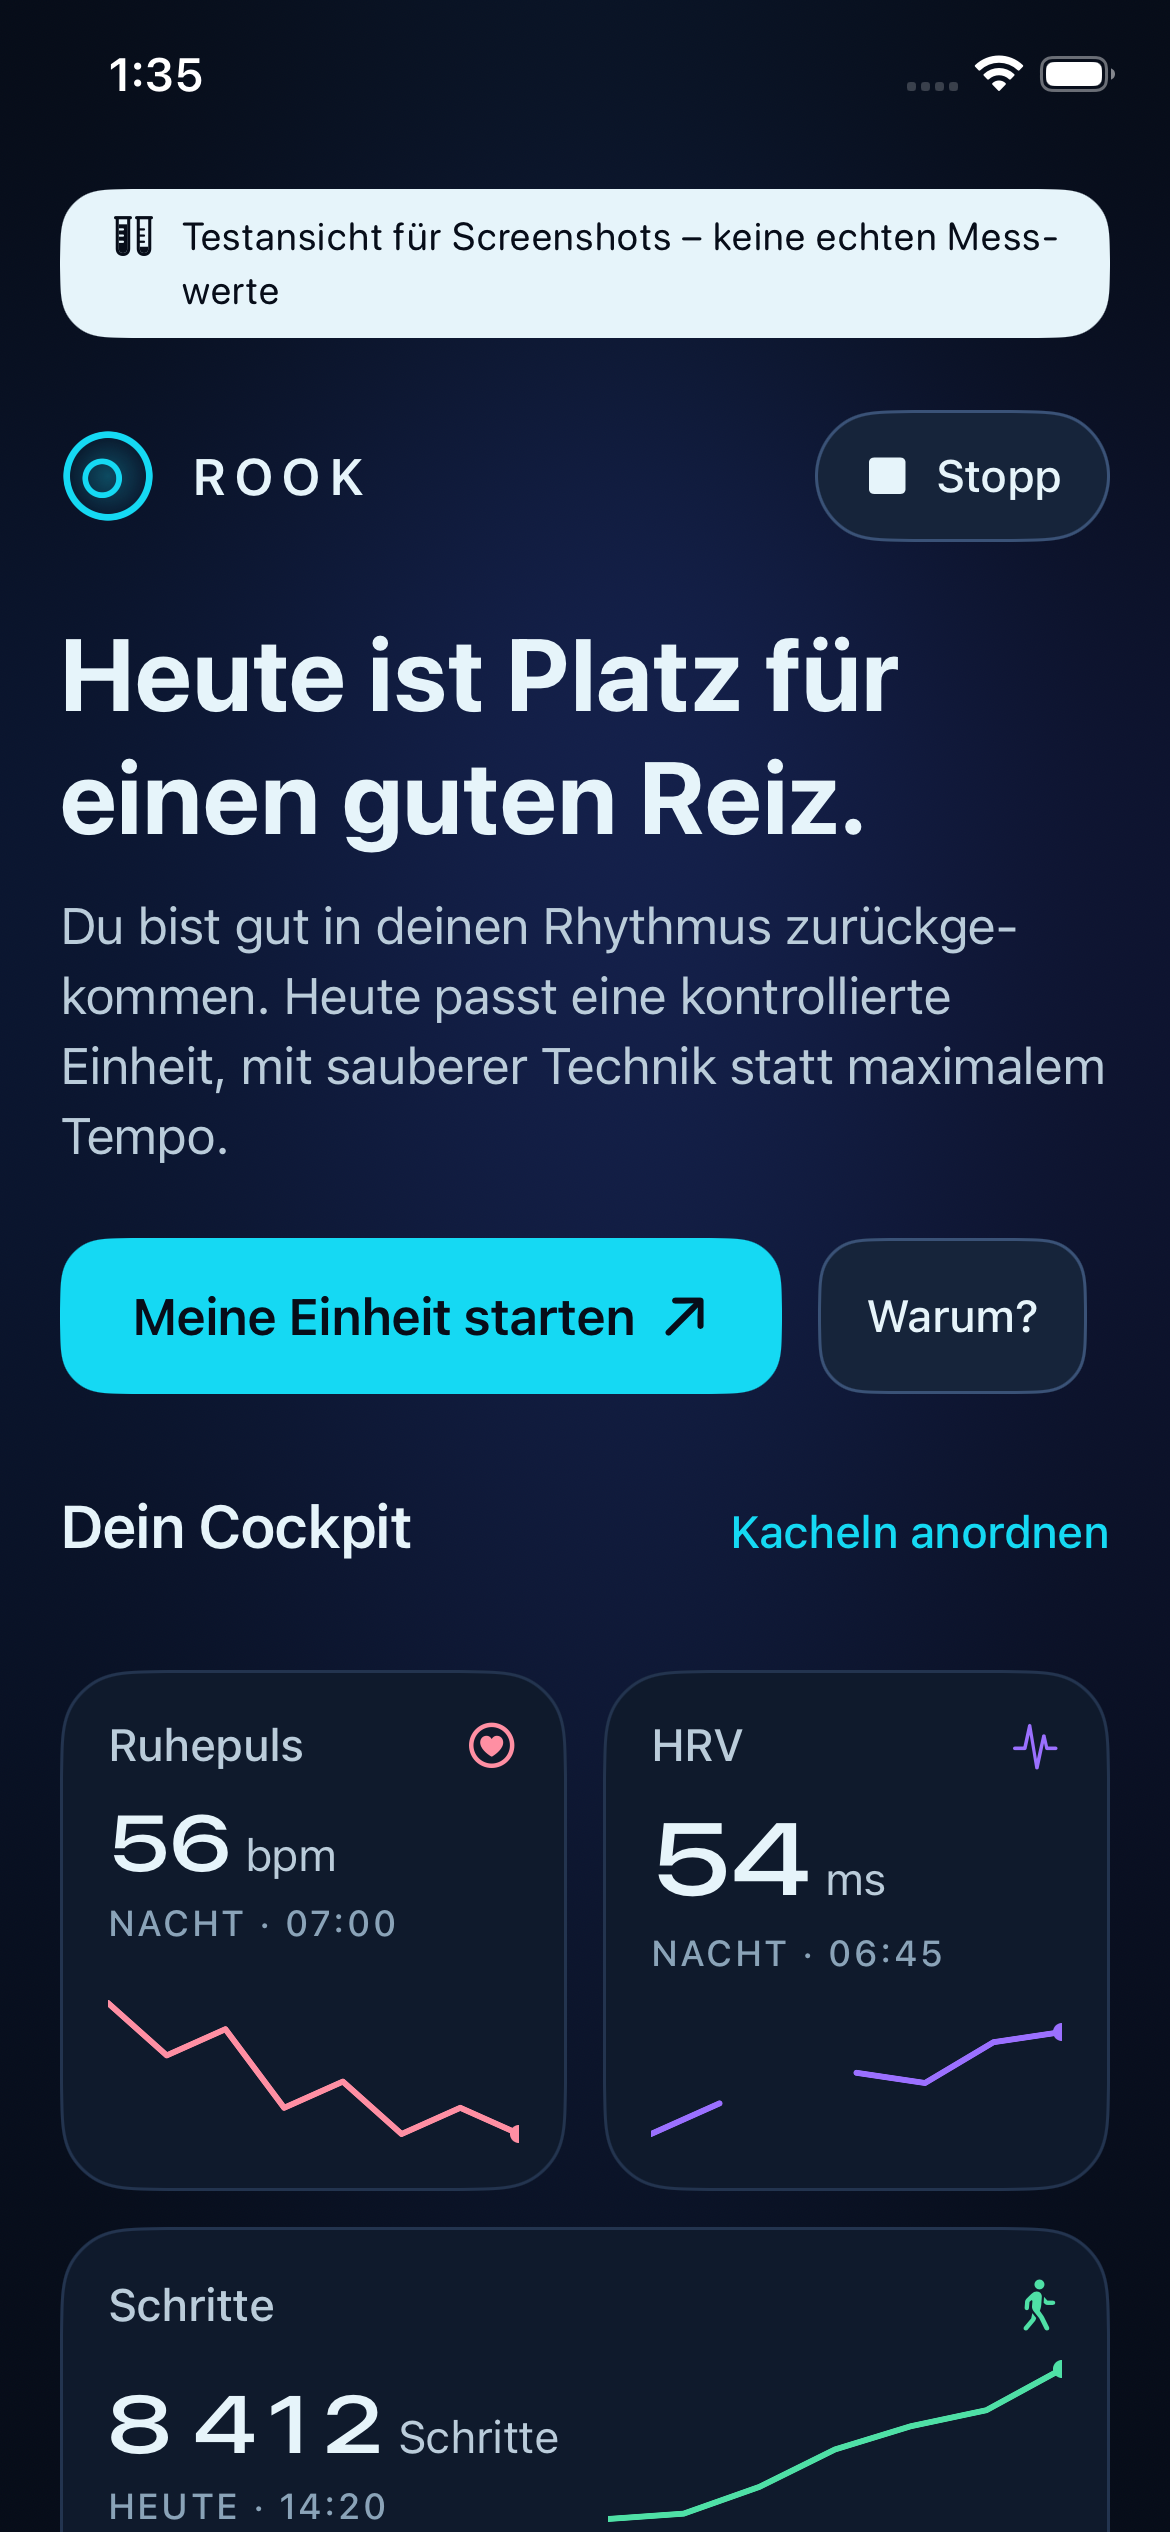 1:35
Testansicht für Screenshots – keine echten Mess-
werte
ROOK
Stopp
Heute ist Platz für
einen guten Reiz.
Du bist gut in deinen Rhythmus zurückge-
kommen. Heute passt eine kontrollierte
Einheit, mit sauberer Technik statt maximalem
Tempo.
Meine Einheit starten
Warum?
Dein Cockpit
Kacheln anordnen
Ruhepuls
56 bpm
NACHT · 07:00
HRV
54 ms
NACHT · 06:45
Schritte
8 412 Schritte
HEUTE · 14:20